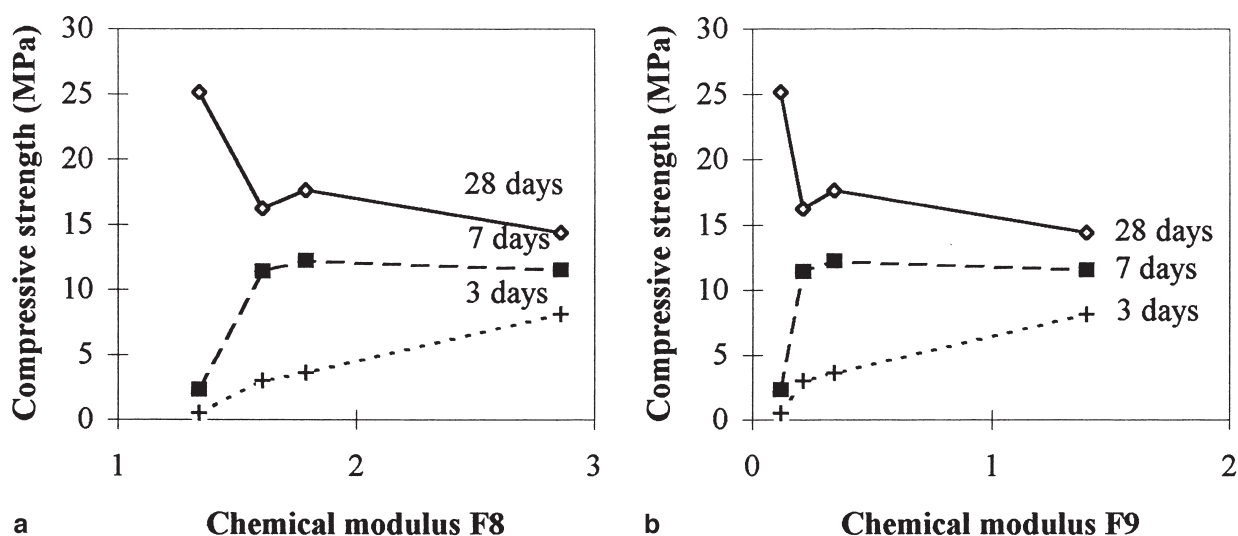 Compressive strength (MPa)
30
25
20
15
10
5
0
28 days
7 days
3 days
1
2
3
a
Chemical modulus F8
Compressive strength (MPa)
30
25
20
15
10
5
0
28 days
7 days
3 days
0
1
2
b
Chemical modulus F9